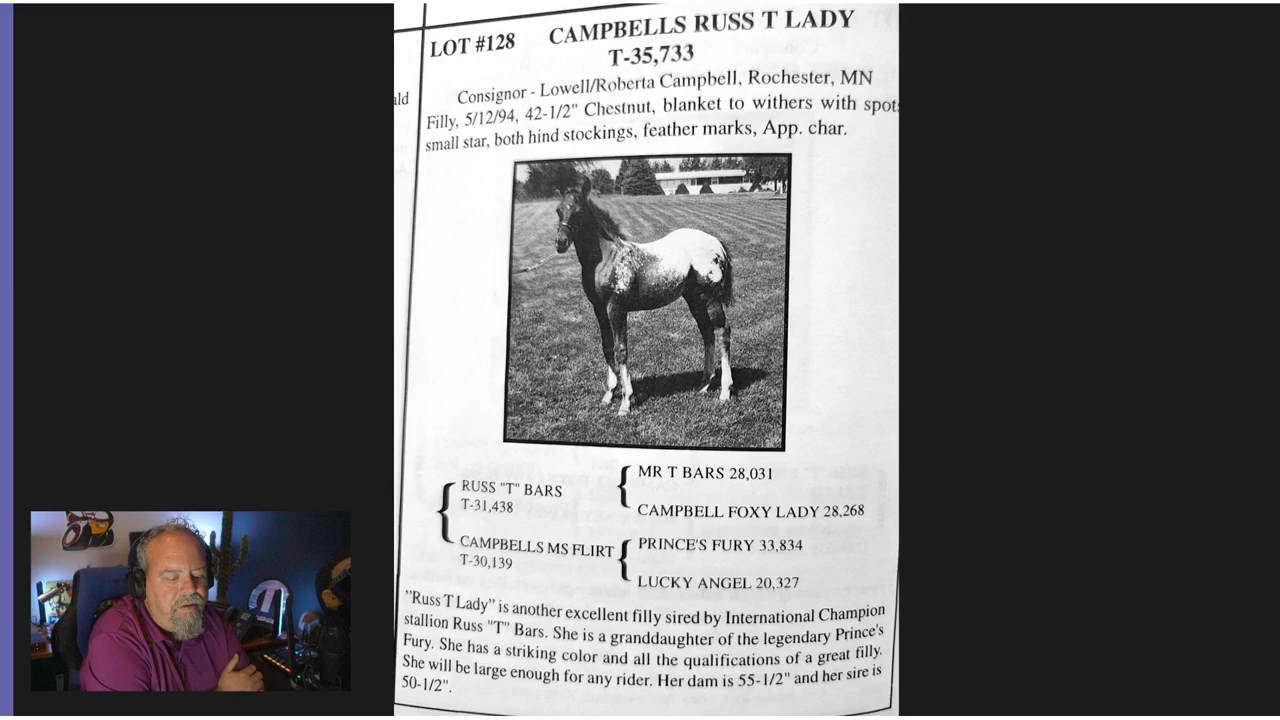 LOT #128 CAMPBELLS RUSS T LADY
T-35,733
ald
Consignor - Lowell/Roberta Campbell, Rochester, MN
Filly, 5/12/94, 42-1/2" Chestnut, blanket to withers with spots
small star, both hind stockings, feather marks, App. char.
MR T BARS 28,031
RUSS "T" BARS
T-31,438
CAMPBELL FOXY LADY 28,268
PRINCE'S FURY 33,834
CAMPBELLS MS FLIRT
T-30,139
LUCKY ANGEL 20,327
"Russ T Lady" is another excellent filly sired by International Champion
stallion Russ "T" Bars. She is a granddaughter of the legendary Prince's
Fury. She has a striking color and all the qualifications of a great filly.
She will be large enough for any rider. Her dam is 55-1/2" and her sire is
50-1/2".